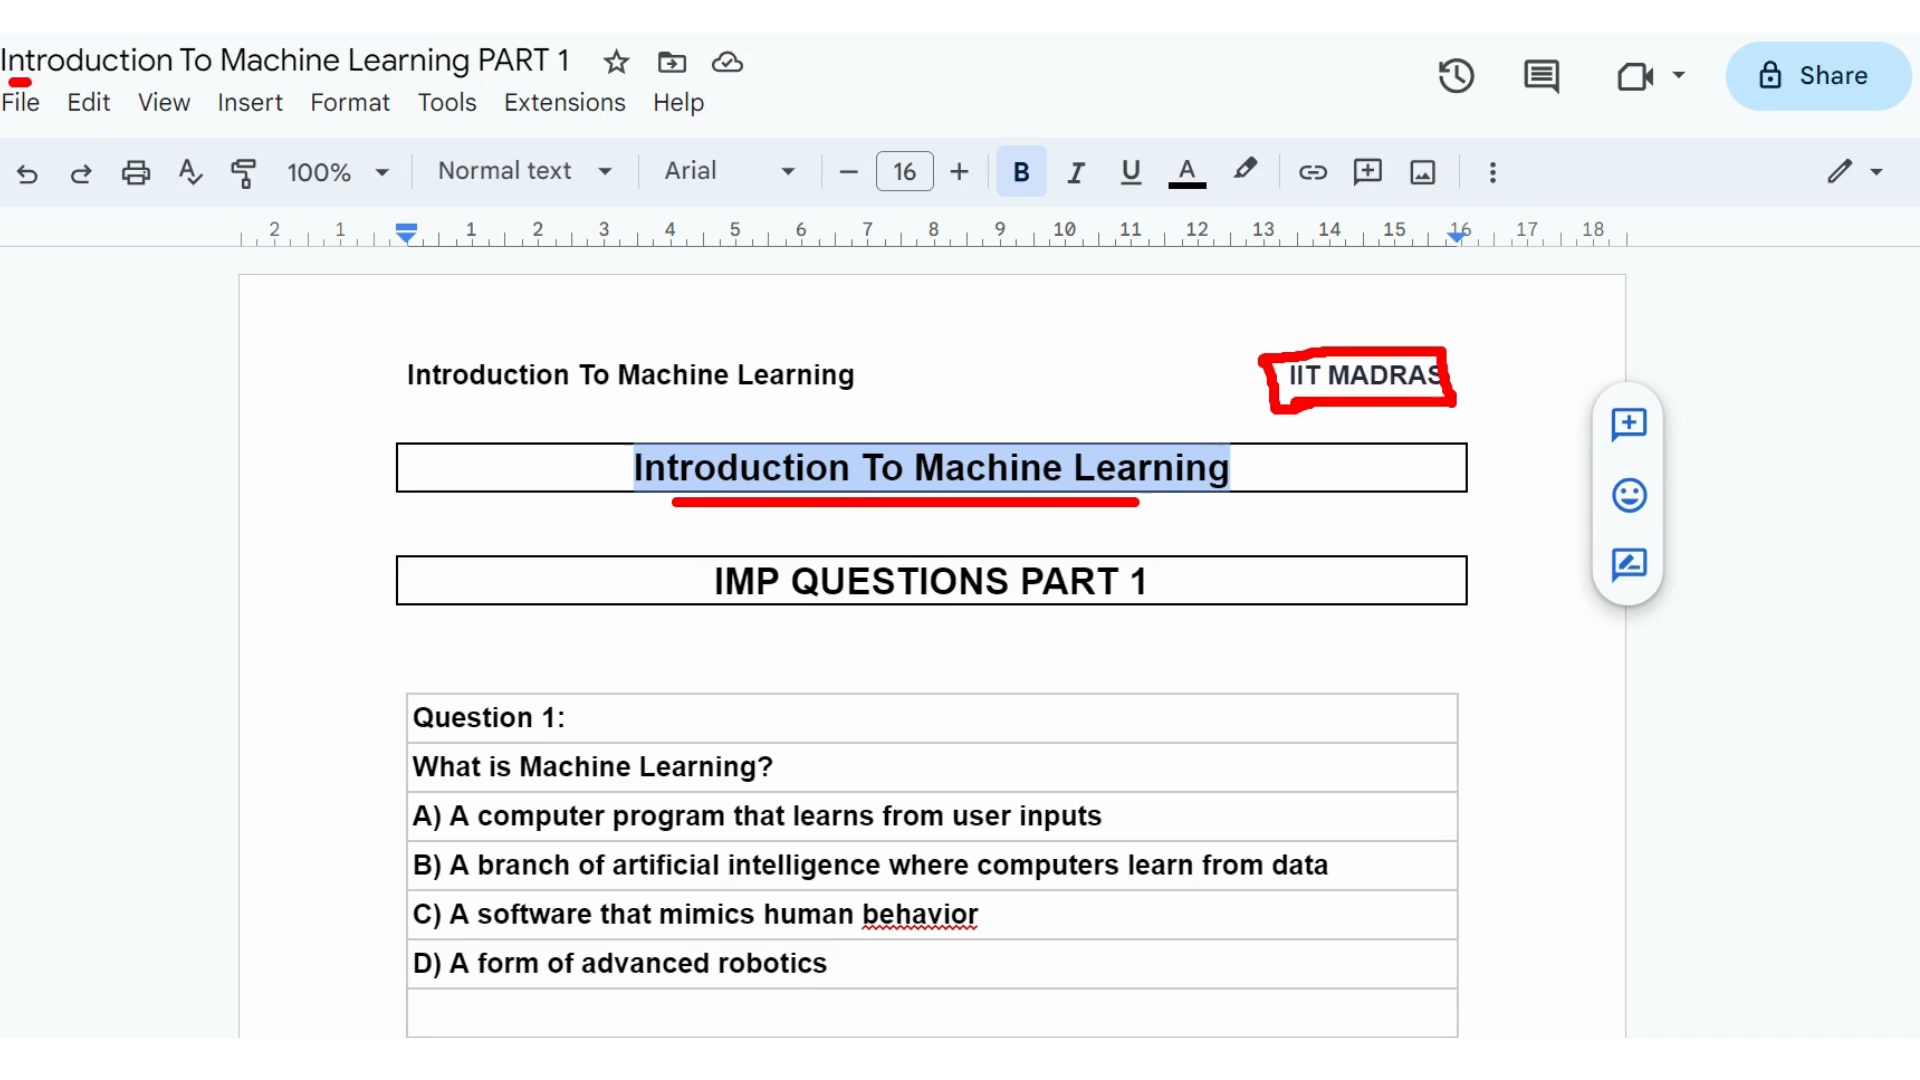 Introduction To Machine Learning PART 1
File Edit View Insert Format Tools Extensions Help
Share
100% Normal text Arial 16 B I U A
2 1 1 2 3 4 5 6 7 8 9 10 11 12 13 14 15 16 17 18
Introduction To Machine Learning IIT MADRAS
Introduction To Machine Learning
IMP QUESTIONS PART 1
Question 1:
What is Machine Learning?
A) A computer program that learns from user inputs
B) A branch of artificial intelligence where computers learn from data
C) A software that mimics human behavior
D) A form of advanced robotics